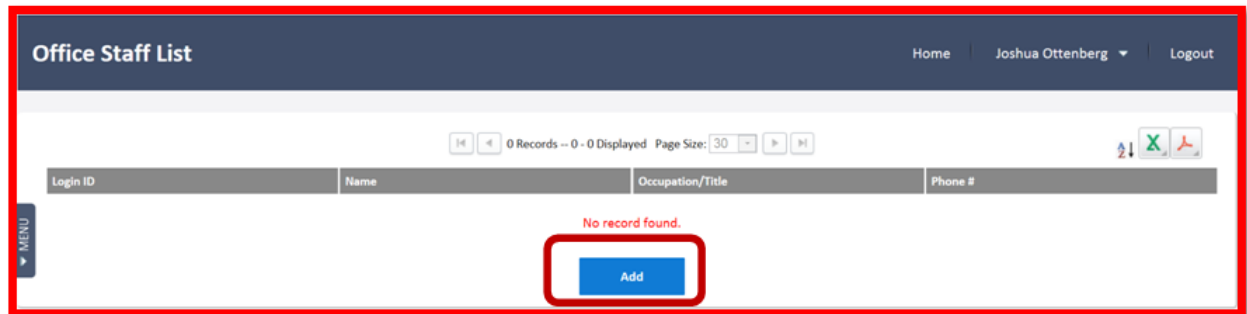 Office Staff List
Home Joshua Ottenberg Logout
0 Records -- 0 - 0 Displayed Page Size: 30
Login ID Name Occupation/Title Phone #
No record found.
MENU
Add